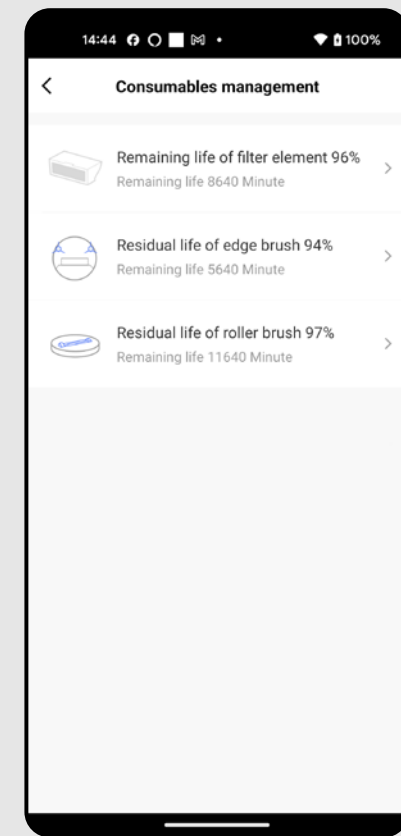 14:44
100%
Consumables management
Remaining life of filter element 96%
Remaining life 8640 Minute
Residual life of edge brush 94%
Remaining life 5640 Minute
Residual life of roller brush 97%
Remaining life 11640 Minute